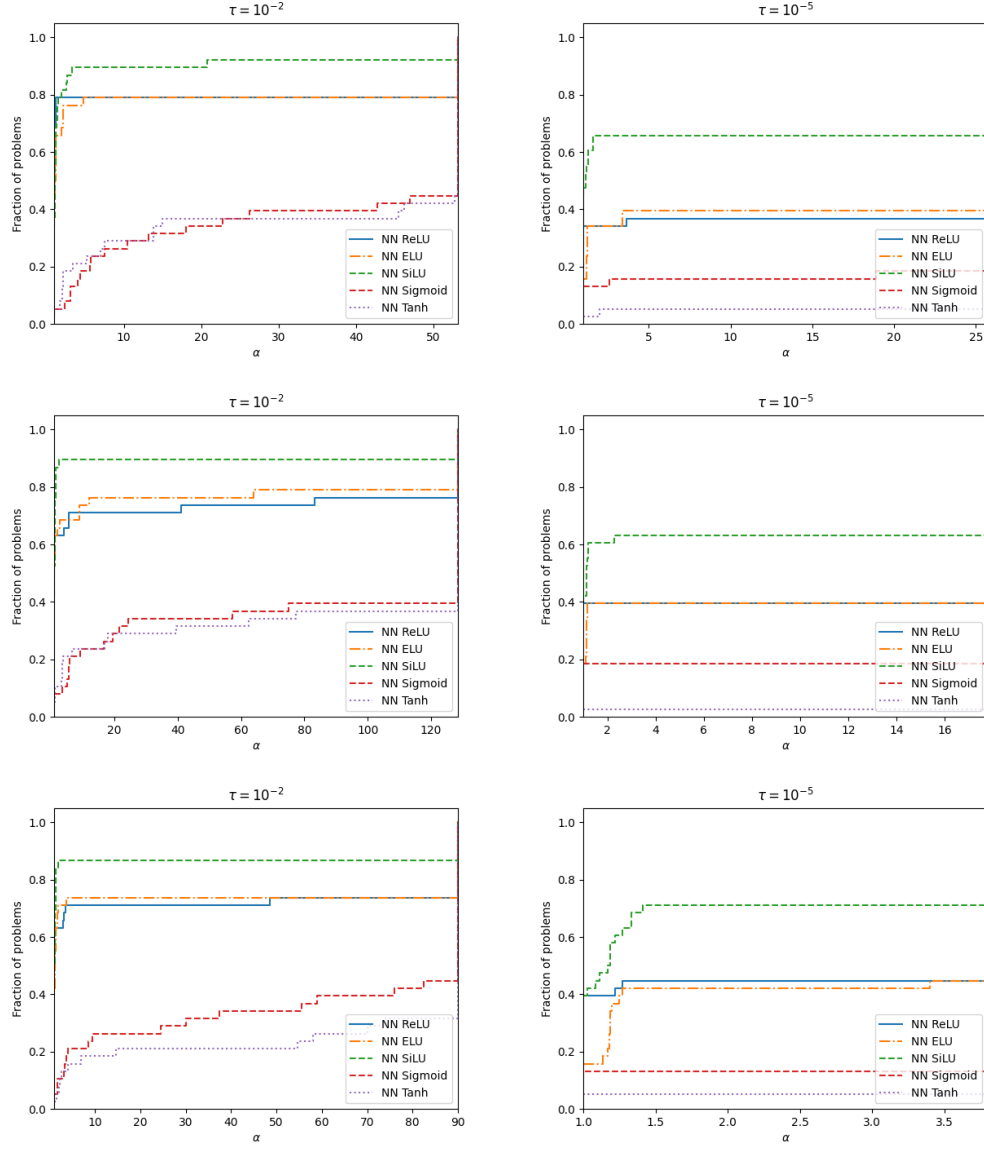 τ = 10⁻²
1.0
0.8
0.6
0.4
0.2
0.0
Fraction of problems
10
20
30
40
50
α
NN ReLU
NN ELU
NN SiLU
NN Sigmoid
NN Tanh
τ = 10⁻⁵
1.0
0.8
0.6
0.4
0.2
0.0
Fraction of problems
5
10
15
20
25
α
NN ReLU
NN ELU
NN SiLU
NN Sigmoid
NN Tanh
τ = 10⁻²
1.0
0.8
0.6
0.4
0.2
0.0
Fraction of problems
20
40
60
80
100
120
α
NN ReLU
NN ELU
NN SiLU
NN Sigmoid
NN Tanh
τ = 10⁻⁵
1.0
0.8
0.6
0.4
0.2
0.0
Fraction of problems
2
4
6
8
10
12
14
16
α
NN ReLU
NN ELU
NN SiLU
NN Sigmoid
NN Tanh
τ = 10⁻²
1.0
0.8
0.6
0.4
0.2
0.0
Fraction of problems
10
20
30
40
50
60
70
80
90
α
NN ReLU
NN ELU
NN SiLU
NN Sigmoid
NN Tanh
τ = 10⁻⁵
1.0
0.8
0.6
0.4
0.2
0.0
Fraction of problems
1.0
1.5
2.0
2.5
3.0
3.5
α
NN ReLU
NN ELU
NN SiLU
NN Sigmoid
NN Tanh